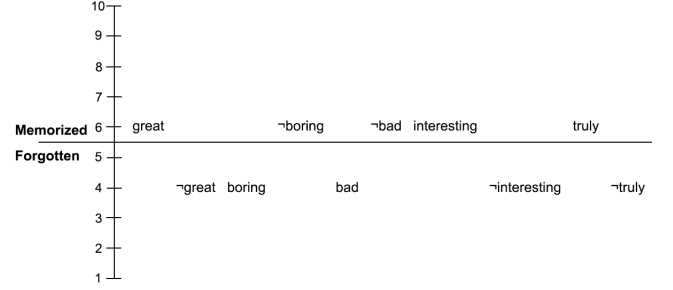 10
9
8
7
Memorized 6 great ¬boring ¬bad interesting truly
Forgotten 5
4 ¬great boring bad ¬interesting ¬truly
3
2
1